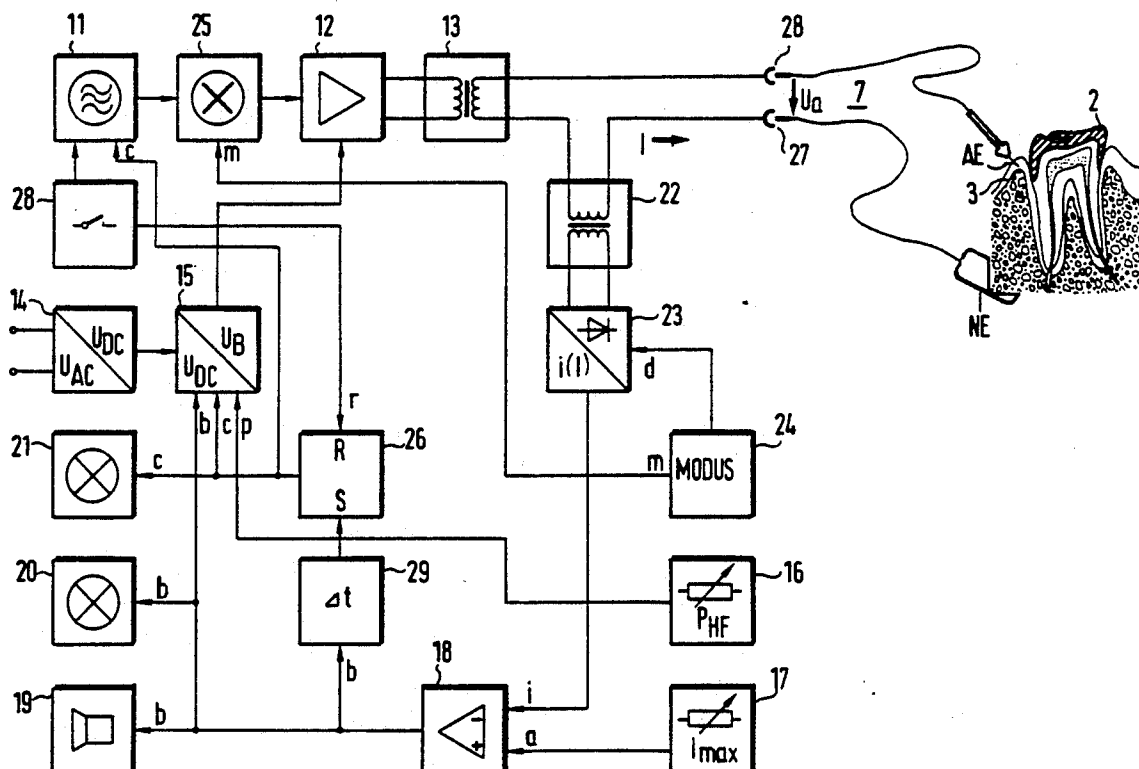 11
25
12
13
28
Ua
7
27
I
2
AE
3
NE
c
m
28
22
14
UDC
UAC
15
UB
UDC
b
c
p
r
23
i(I)
d
21
c
R
S
26
24
m
MODUS
20
b
29
Δt
16
PHF
19
b
b
18
i
a
17
imax